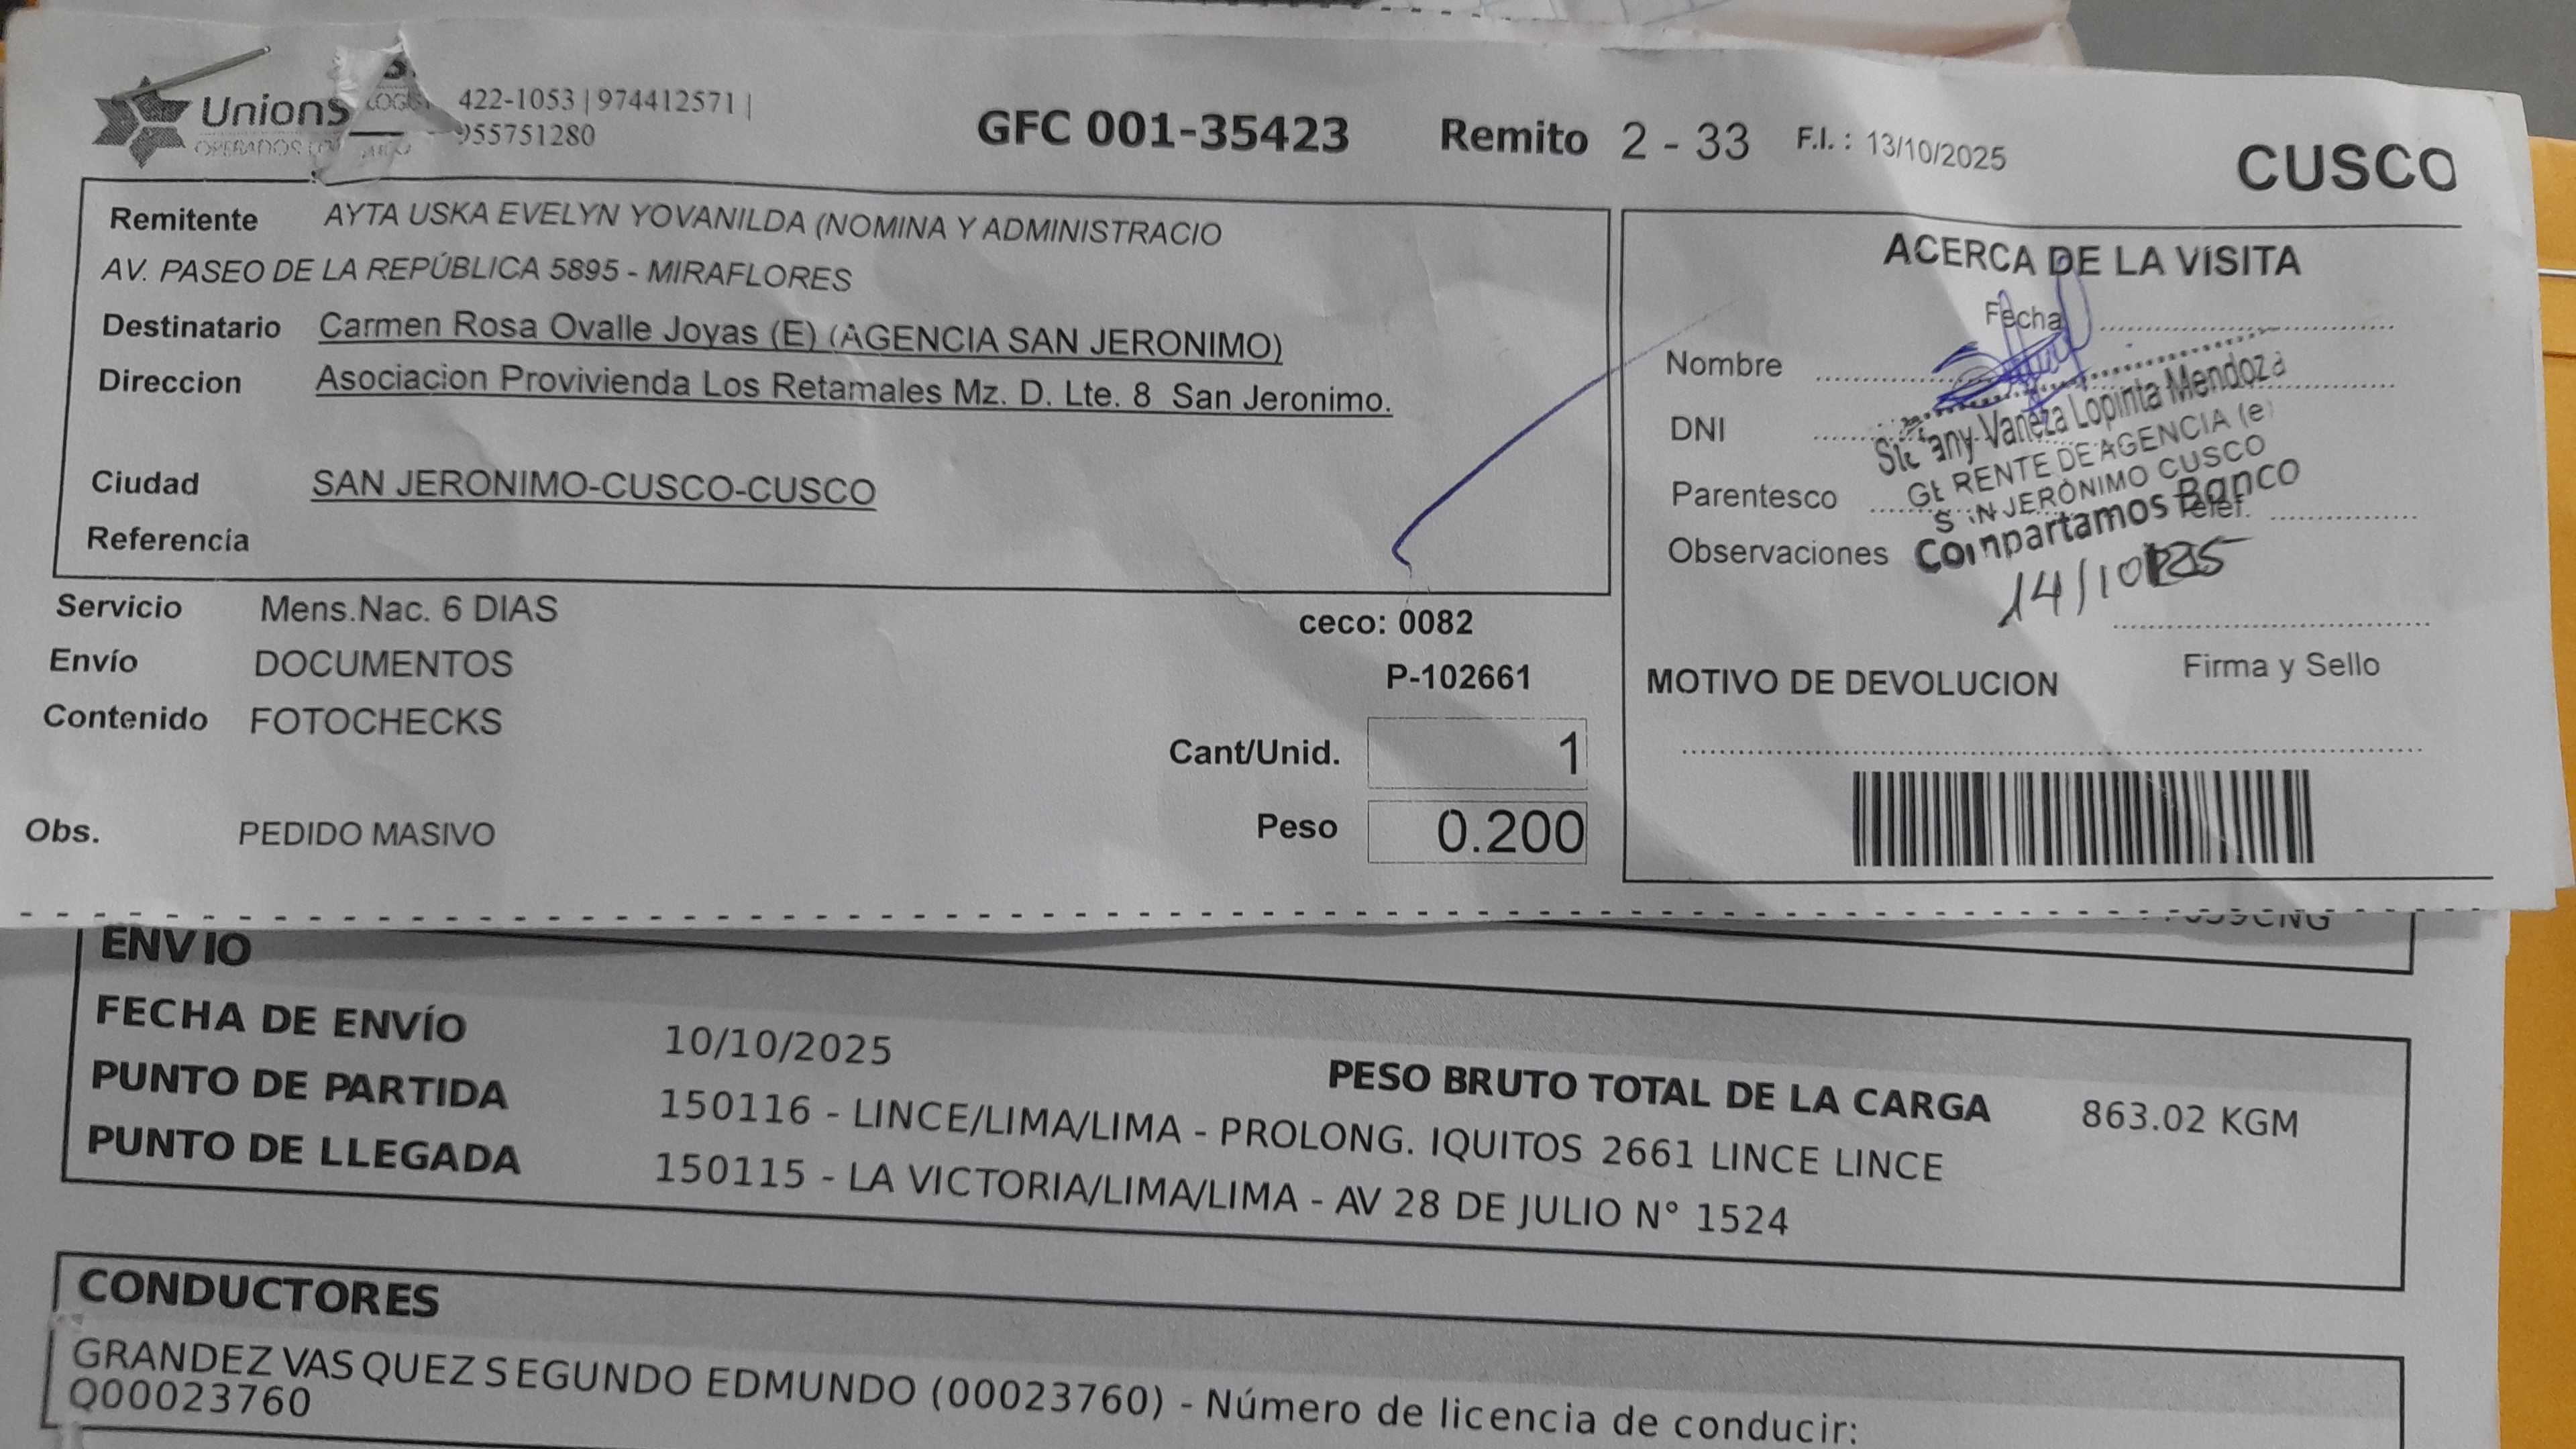 Unions
422-1053 | 974412571 |
955751280
GFC 001-35423 Remito 2 - 33 F.I. : 13/10/2025 CUSCO
Remitente AYTA USKA EVELYN YOVANILDA (NOMINA Y ADMINISTRACIO
AV. PASEO DE LA REPÚBLICA 5895 - MIRAFLORES
Destinatario Carmen Rosa Ovalle Joyas (E) (AGENCIA SAN JERONIMO)
Direccion Asociacion Provivienda Los Retamales Mz. D. Lte. 8 San Jeronimo.
Ciudad SAN JERONIMO-CUSCO-CUSCO
Referencia
Servicio Mens.Nac. 6 DIAS
ceco: 0082
Envío DOCUMENTOS
P-102661
Contenido FOTOCHECKS
Cant/Unid. 1
Peso 0.200
Obs. PEDIDO MASIVO
ACERCA DE LA VISITA
Fecha
Nombre
DNI
Parentesco
Telef.
Observaciones
Vaneza Lopinta Mendoza
GERENTE DE AGENCIA (e)
SAN JERÓNIMO CUSCO
Compartamos Banco
14/10/25
Firma y Sello
MOTIVO DE DEVOLUCION
ENVIO
FECHA DE ENVÍO 10/10/2025
PESO BRUTO TOTAL DE LA CARGA 863.02 KGM
PUNTO DE PARTIDA 150116 - LINCE/LIMA/LIMA - PROLONG. IQUITOS 2661 LINCE LINCE
PUNTO DE LLEGADA 150115 - LA VICTORIA/LIMA/LIMA - AV 28 DE JULIO N° 1524
CONDUCTORES
GRANDEZ VASQUEZ SEGUNDO EDMUNDO (00023760) - Número de licencia de conducir:
Q00023760